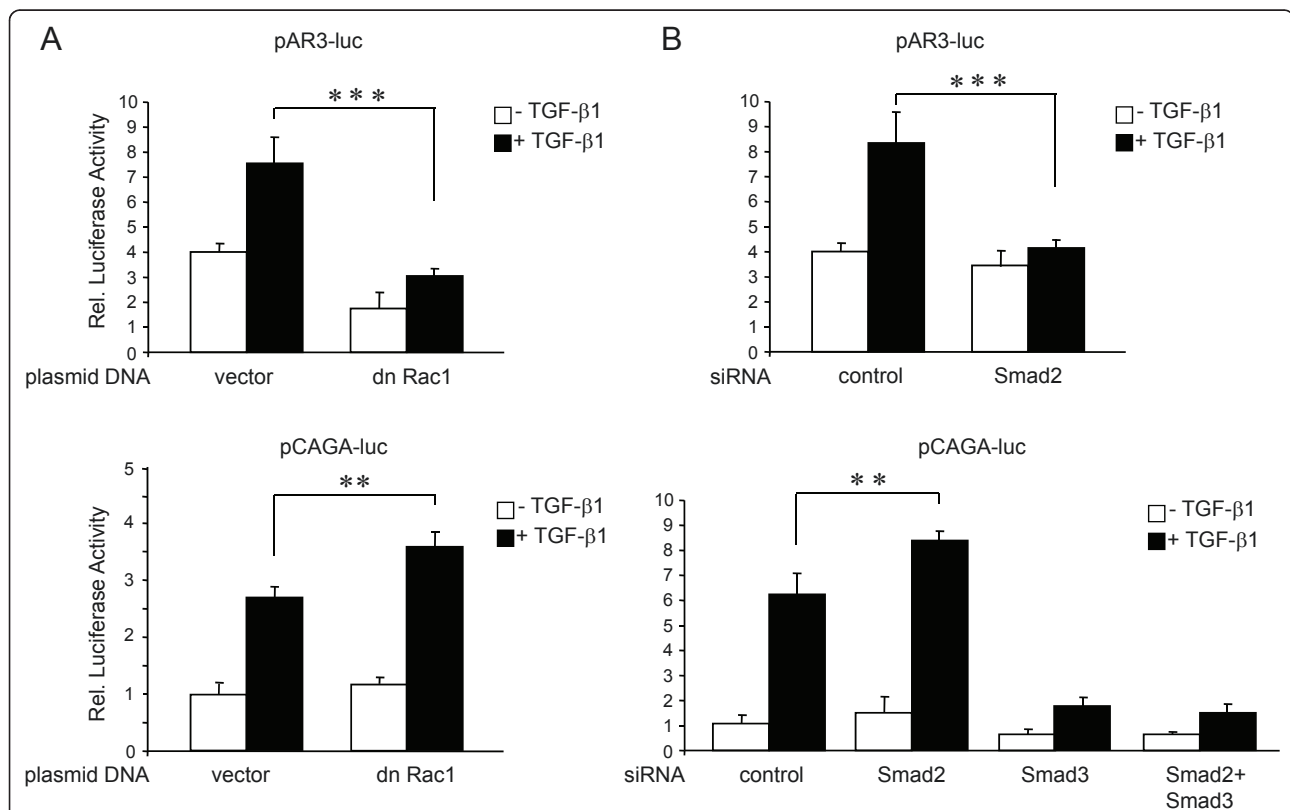 A
pAR3-luc
* * *
- TGF-β1
+ TGF-β1
Rel. Luciferase Activity
10
9
8
7
6
5
4
3
2
1
0
plasmid DNA vector dn Rac1
B
pAR3-luc
* * *
- TGF-β1
+ TGF-β1
10
9
8
7
6
5
4
3
2
1
0
siRNA control Smad2
pCAGA-luc
**
- TGF-β1
+ TGF-β1
Rel. Luciferase Activity
5
4
3
2
1
0
plasmid DNA vector dn Rac1
pCAGA-luc
* *
- TGF-β1
+ TGF-β1
10
9
8
7
6
5
4
3
2
1
0
siRNA control Smad2 Smad3 Smad2+
Smad3